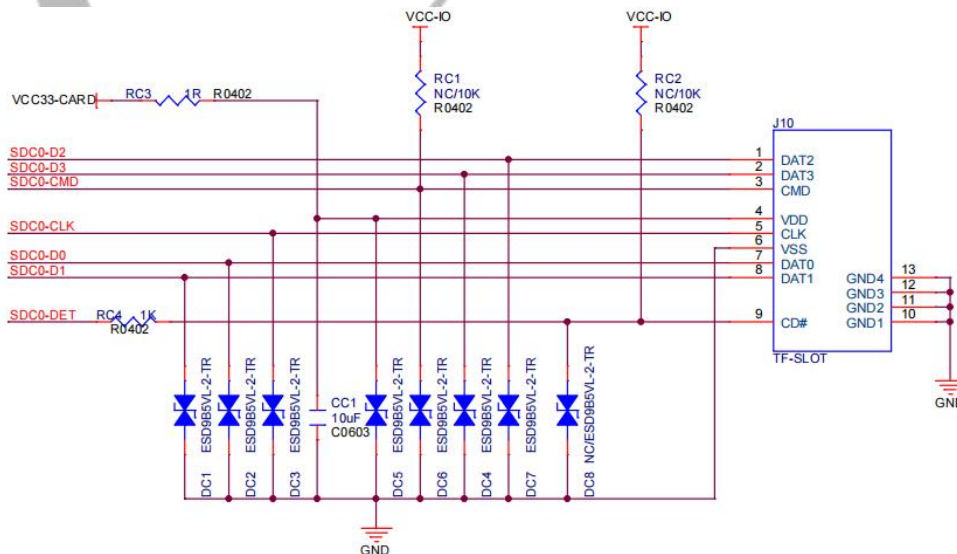 VCC-IO
VCC-IO
RC1
NC/10K
R0402
RC2
NC/10K
R0402
VCC33-CARD
RC3
1R
R0402
J10
SDC0-D2
1
DAT2
SDC0-D3
2
DAT3
SDC0-CMD
3
CMD
4
VDD
SDC0-CLK
5
CLK
6
VSS
SDC0-D0
7
DAT0
SDC0-D1
8
DAT1
GND4
13
GND3
12
GND2
11
GND1
10
SDC0-DET
RC4
1K
R0402
9
CD#
TF-SLOT
GND
DC1
ESD9B5VL-2-TR
DC2
ESD9B5VL-2-TR
DC3
ESD9B5VL-2-TR
CC1
10uF
C0603
DC5
ESD9B5VL-2-TR
DC6
ESD9B5VL-2-TR
DC4
ESD9B5VL-2-TR
DC7
ESD9B5VL-2-TR
DC8
NC/ESD9B5VL-2-TR
GND